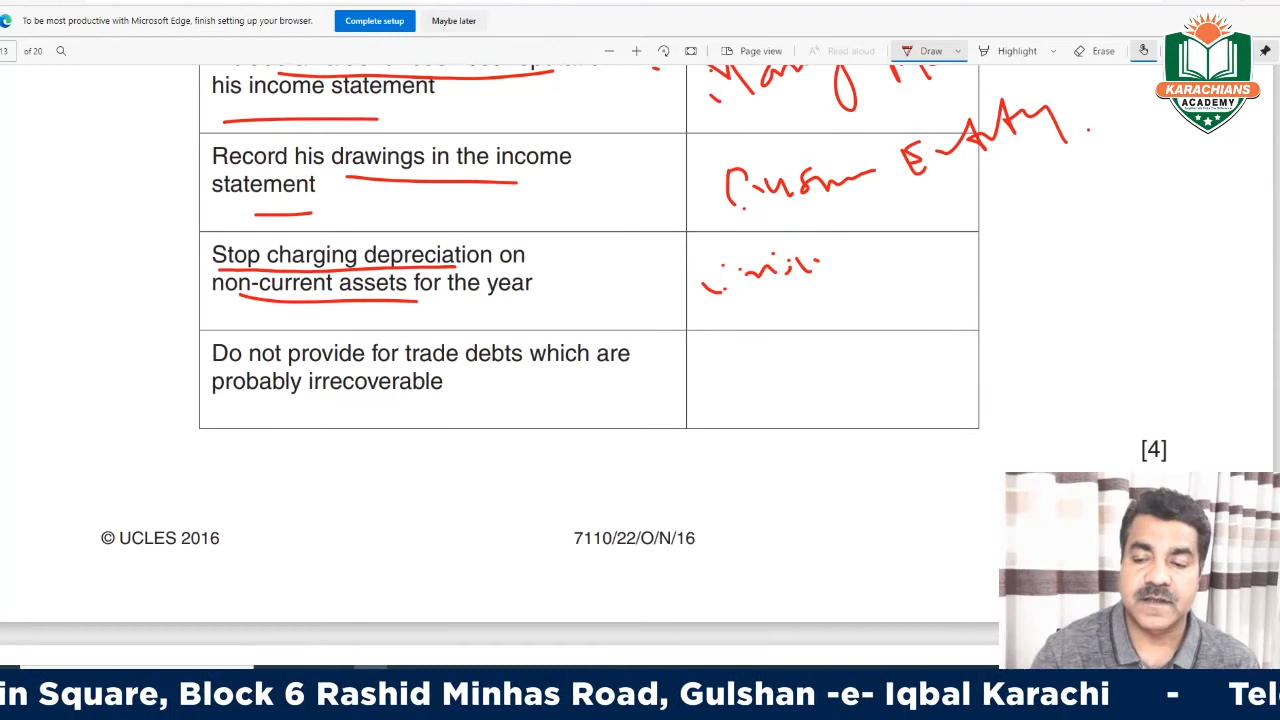 To be most productive with Microsoft Edge, finish setting up your browser. Complete setup Maybe later
13 of 20 Page view Read aloud Draw Highlight Erase
KARACHIANS
ACADEMY
his income statement
Record his drawings in the income
statement
Entity.
Stop charging depreciation on
non-current assets for the year
Do not provide for trade debts which are
probably irrecoverable
[4]
© UCLES 2016 7110/22/O/N/16
in Square, Block 6 Rashid Minhas Road, Gulshan -e- Iqbal Karachi - Tel